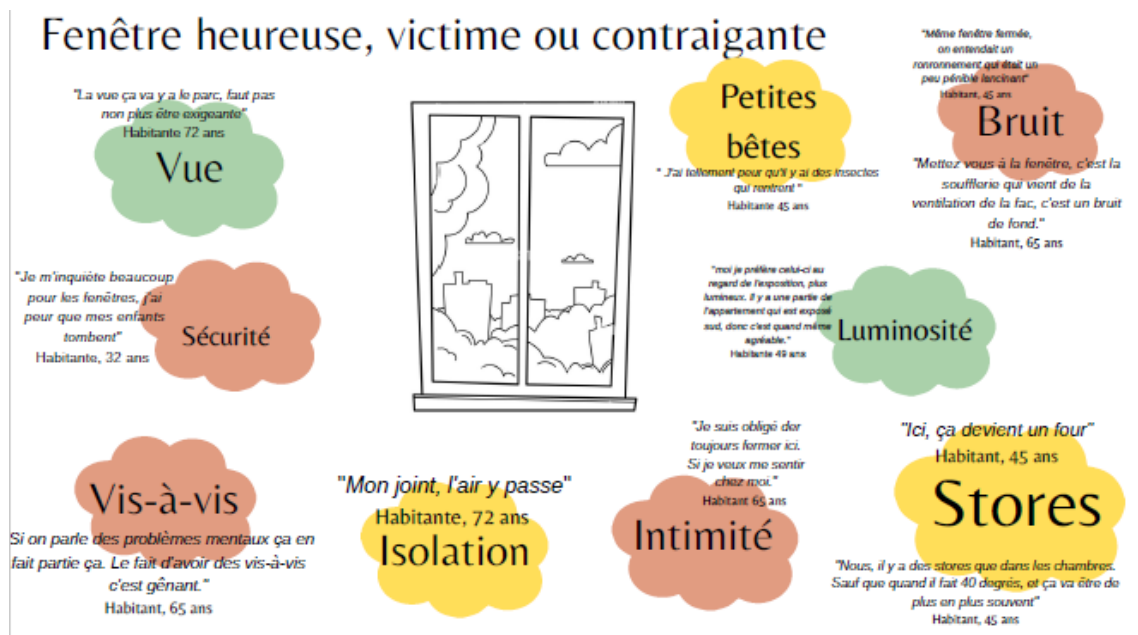 Fenêtre heureuse, victime ou contraigante
"La vue ça va y a le parc, faut pas
non plus être exigeante"
Habitante 72 ans
Vue
Petites
bêtes
" J'ai tellement peur qu'il y ai des insectes
qui rentrent "
Habitante 45 ans
"Même fenêtre fermée,
on entendait un
ronronnement qui était un
peu pénible lancinant"
Habitant, 45 ans
Bruit
"Mettez vous à la fenêtre, c'est la
soufflerie qui vient de la
ventilation de la fac, c'est un bruit
de fond."
Habitant, 65 ans
"Je m'inquiète beaucoup
pour les fenêtres, j'ai
peur que mes enfants
tombent"
Habitante, 32 ans
Sécurité
"moi je préfère celui-ci au
regard de l'exposition, plus
lumineux. Il y a une partie de
l'appartement qui est exposé
sud, donc c'est quand même
agréable."
Habitante 49 ans
Luminosité
Vis-à-vis
Si on parle des problèmes mentaux ça en
fait partie ça. Le fait d'avoir des vis-à-vis
c'est gênant."
Habitant, 65 ans
"Mon joint, l'air y passe"
Habitante, 72 ans
Isolation
"Je suis obligé der
toujours fermer ici.
Si je veux me sentir
chez moi."
Habitant 65 ans
Intimité
"Ici, ça devient un four"
Habitant, 45 ans
Stores
"Nous, il y a des stores que dans les chambres.
Sauf que quand il fait 40 degrés, et ça va être de
plus en plus souvent"
Habitant, 45 ans